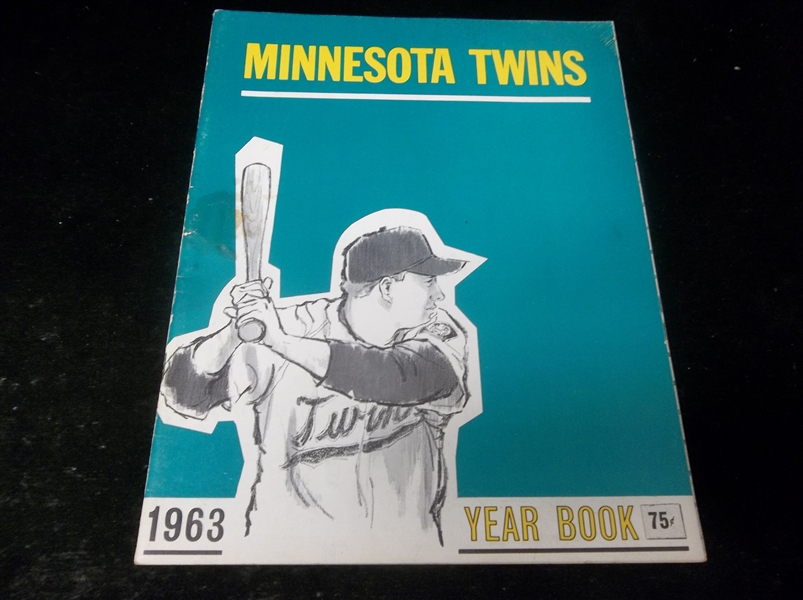 MINNESOTA TWINS
Twins
1963
YEAR BOOK
75¢